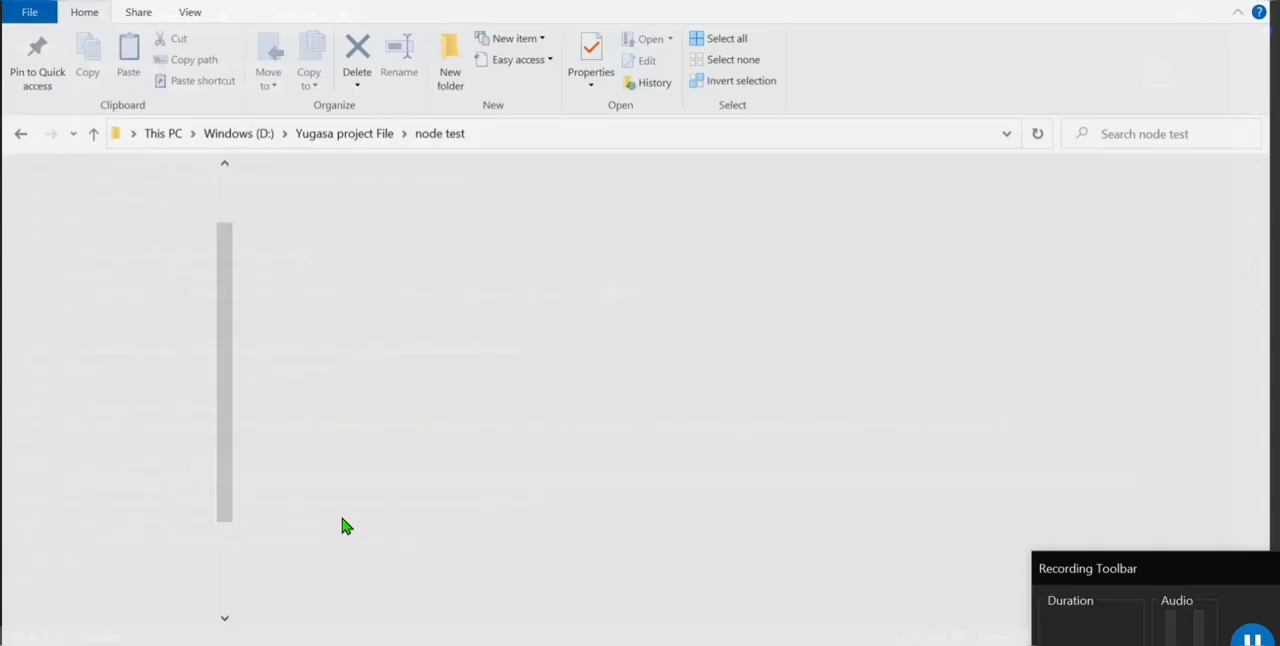 File Home Share View
Pin to Quick access
Copy
Paste
Cut
Copy path
Paste shortcut
Clipboard
Move to
Copy to
Delete
Rename
Organize
New folder
New item
Easy access
New
Properties
Open
Edit
History
Open
Select all
Select none
Invert selection
Select
This PC > Windows (D:) > Yugasa project File > node test
Search node test
Recording Toolbar
Duration Audio